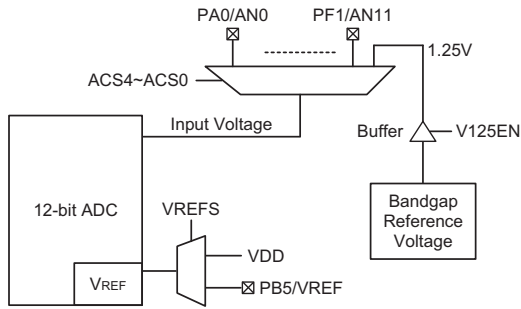 PA0/AN0
PF1/AN11
1.25V
ACS4~ACS0
Input Voltage
Buffer
V125EN
12-bit ADC
VREFS
Bandgap
Reference
Voltage
VDD
VREF
PB5/VREF